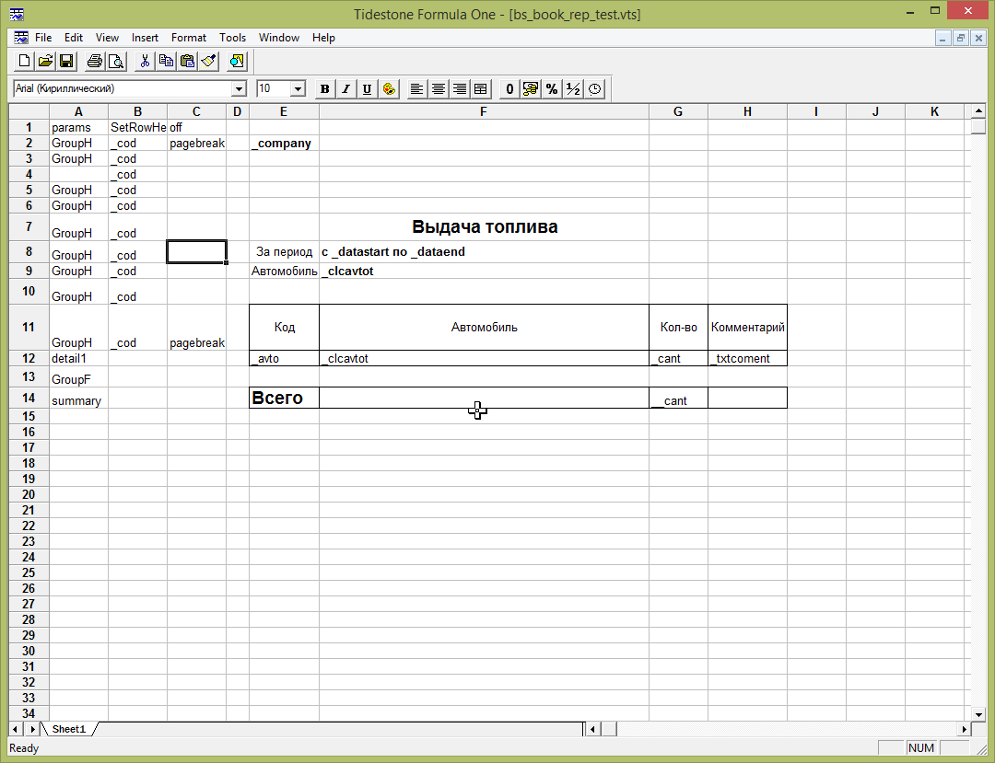 Tidestone Formula One - [bs_book_rep_test.vts]
File Edit View Insert Format Tools Window Help
Arial (Кириллический) 10 B I U 0 % ½
A B C D E F G H I J K
1 params SetRowHe off
2 GroupH _cod pagebreak _company
3 GroupH _cod
4 _cod
5 GroupH _cod
6 GroupH _cod
7 GroupH _cod Выдача топлива
8 GroupH _cod За период с _datastart по _dataend
9 GroupH _cod Автомобиль _clcavtot
10 GroupH _cod
11 GroupH _cod pagebreak Код Автомобиль Кол-во Комментарий
12 detail1 _avto _clcavtot _cant _txtcoment
13 GroupF
14 summary Всего __cant
15
16
17
18
19
20
21
22
23
24
25
26
27
28
29
30
31
32
33
34
Sheet1
Ready NUM